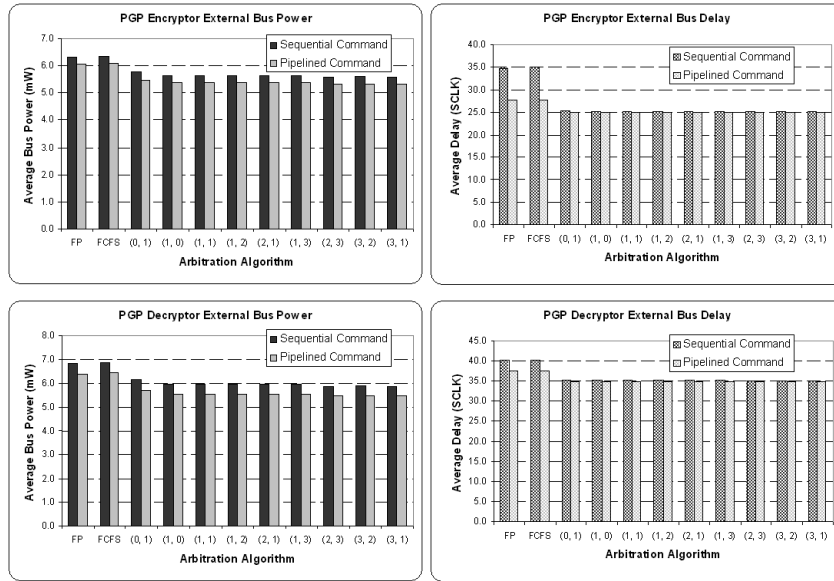 PGP Encryptor External Bus Power
7.0
6.0
5.0
4.0
3.0
2.0
1.0
0.0
Average Bus Power (mW)
Sequential Command
Pipelined Command
FP FCFS (0, 1) (1, 0) (1, 1) (1, 2) (2, 1) (1, 3) (2, 3) (3, 2) (3, 1)
Arbitration Algorithm
PGP Encryptor External Bus Delay
40.0
35.0
30.0
25.0
20.0
15.0
10.0
5.0
0.0
Average Delay (SCLK)
Sequential Command
Pipelined Command
FP FCFS (0, 1) (1, 0) (1, 1) (1, 2) (2, 1) (1, 3) (2, 3) (3, 2) (3, 1)
Arbitration Algorithm
PGP Decryptor External Bus Power
8.0
7.0
6.0
5.0
4.0
3.0
2.0
1.0
0.0
Average Bus Power (mW)
Sequential Command
Pipelined Command
FP FCFS (0, 1) (1, 0) (1, 1) (1, 2) (2, 1) (1, 3) (2, 3) (3, 2) (3, 1)
Arbitration Algorithm
PGP Decryptor External Bus Delay
45.0
40.0
35.0
30.0
25.0
20.0
15.0
10.0
5.0
0.0
Average Delay (SCLK)
Sequential Command
Pipelined Command
FP FCFS (0, 1) (1, 0) (1, 1) (1, 2) (2, 1) (1, 3) (2, 3) (3, 2) (3, 1)
Arbitration Algorithm